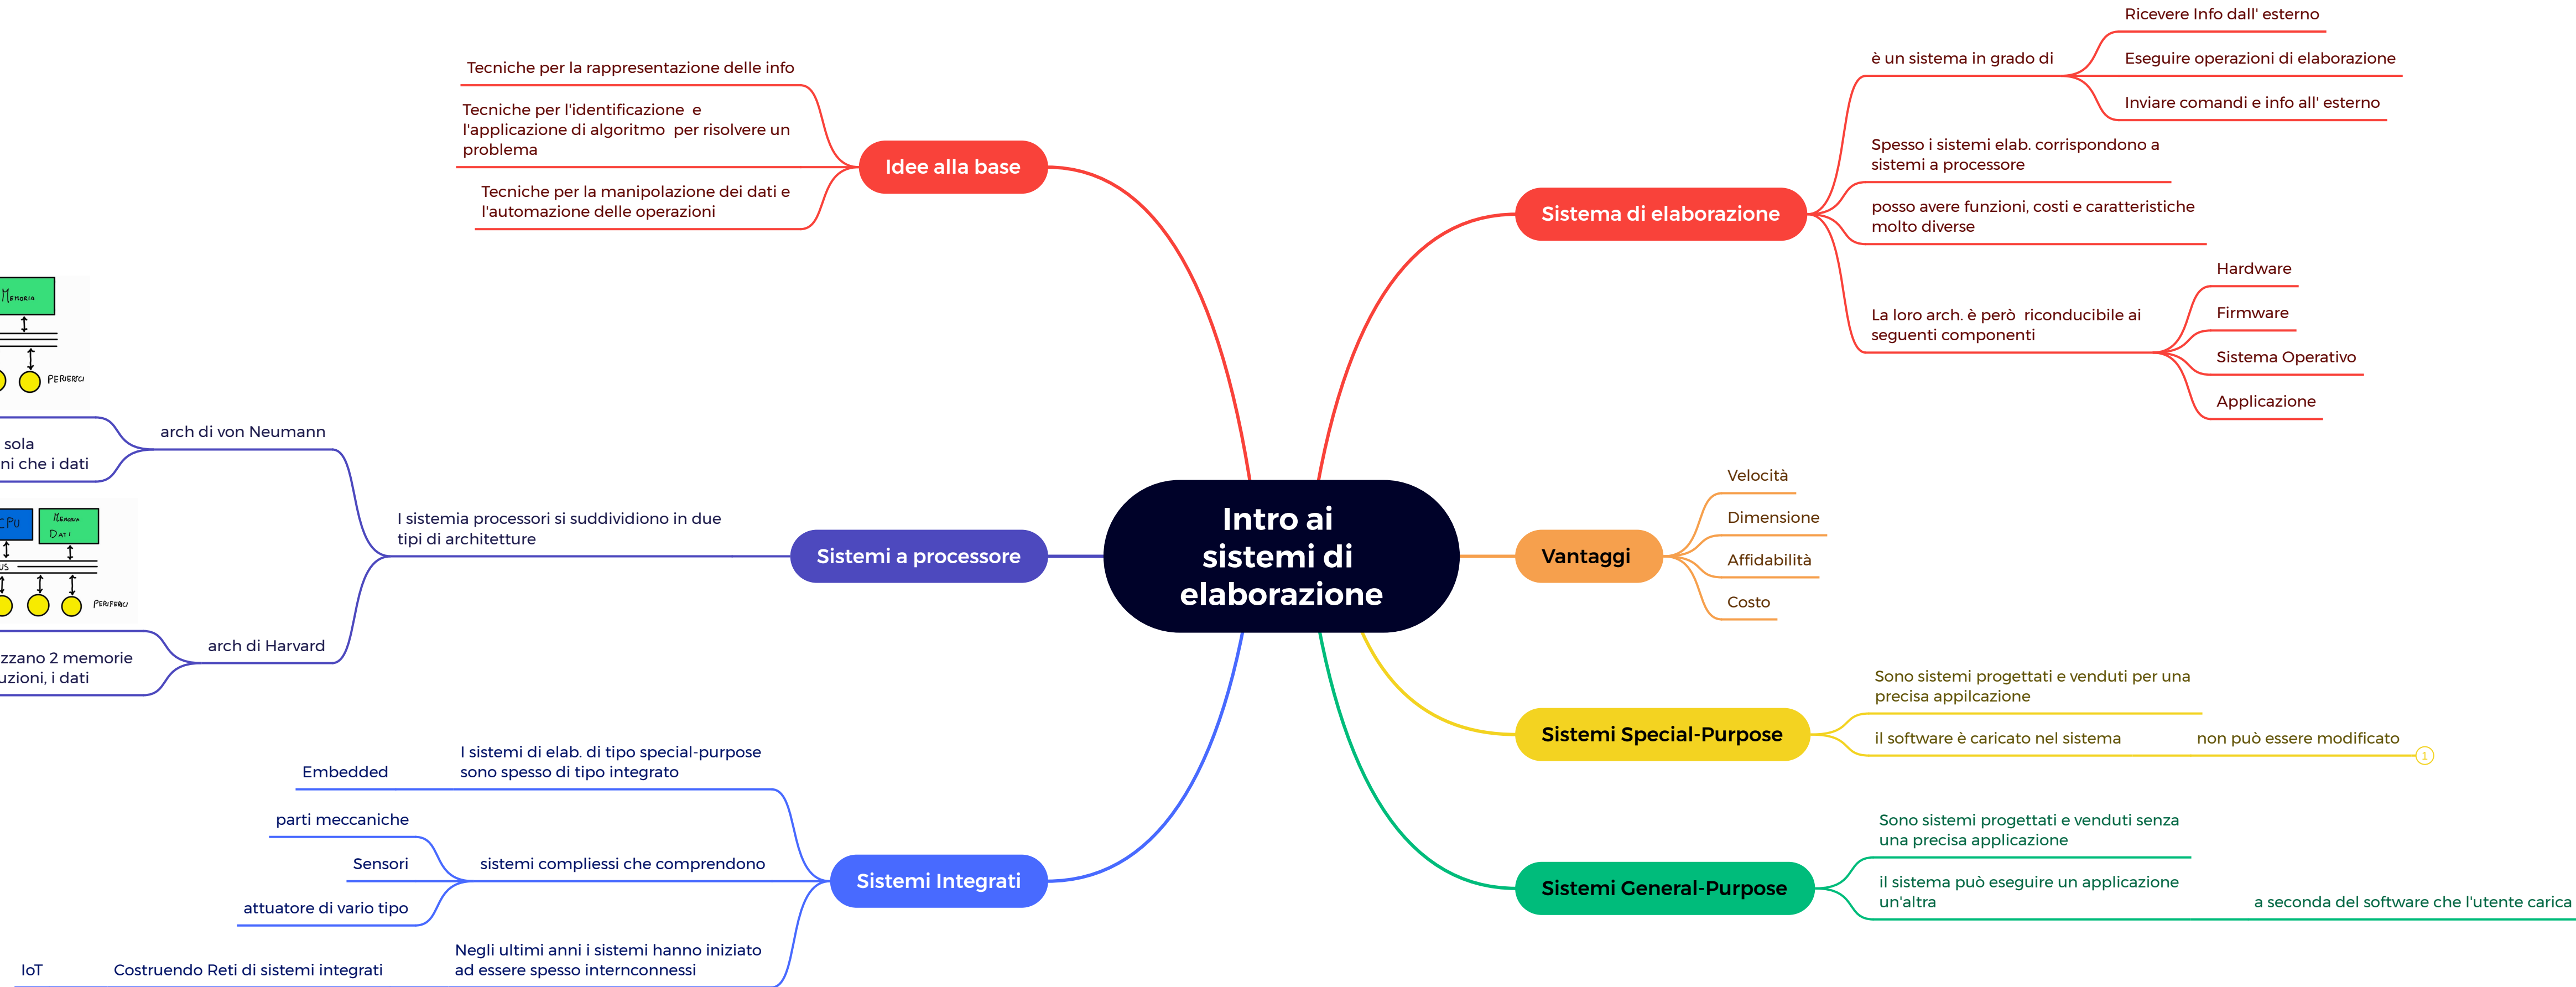 Intro ai
sistemi di
elaborazione
Idee alla base
Tecniche per la rappresentazione delle info
Tecniche per l'identificazione  e
l'applicazione di algoritmo  per risolvere un
problema
Tecniche per la manipolazione dei dati e
l'automazione delle operazioni
Sistemi a processore
I sistemia processori si suddividiono in due
tipi di architetture
arch di von Neumann
MEMORIA
PERIERICI
sola
ni che i dati
arch di Harvard
CPU
MEMORIA
DATI
US
PERIFERICI
zzano 2 memorie
uzioni, i dati
Sistemi Integrati
I sistemi di elab. di tipo special-purpose
sono spesso di tipo integrato
Embedded
sistemi compliessi che comprendono
parti meccaniche
Sensori
attuatore di vario tipo
Negli ultimi anni i sistemi hanno iniziato
ad essere spesso internconnessi
Costruendo Reti di sistemi integrati
IoT
Sistema di elaborazione
è un sistema in grado di
Ricevere Info dall' esterno
Eseguire operazioni di elaborazione
Inviare comandi e info all' esterno
Spesso i sistemi elab. corrispondono a
sistemi a processore
posso avere funzioni, costi e caratteristiche
molto diverse
La loro arch. è però  riconducibile ai
seguenti componenti
Hardware
Firmware
Sistema Operativo
Applicazione
Vantaggi
Velocità
Dimensione
Affidabilità
Costo
Sistemi Special-Purpose
Sono sistemi progettati e venduti per una
precisa appilcazione
il software è caricato nel sistema
non può essere modificato
1
Sistemi General-Purpose
Sono sistemi progettati e venduti senza
una precisa applicazione
il sistema può eseguire un applicazione
un'altra
a seconda del software che l'utente carica